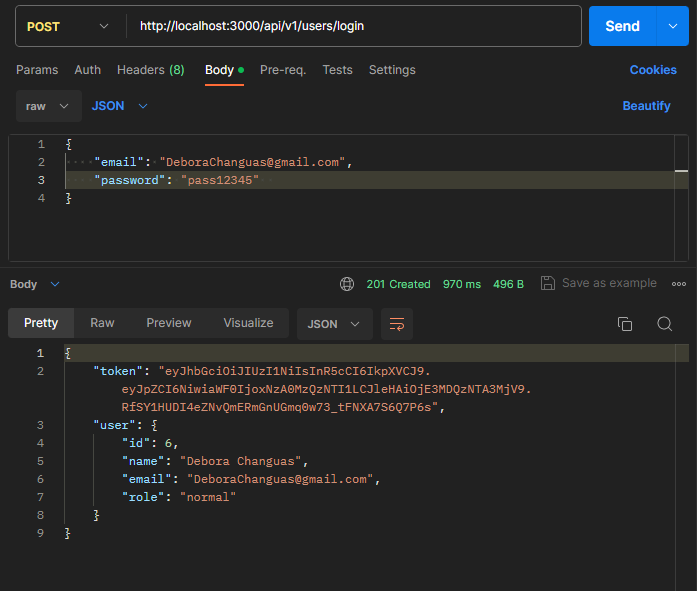 POST http://localhost:3000/api/v1/users/login Send
Params Auth Headers (8) Body Pre-req. Tests Settings Cookies
raw JSON Beautify
1 {
2 "email": "DeboraChanguas@gmail.com",
3 "password": "pass12345"
4 }
Body 201 Created 970 ms 496 B Save as example
Pretty Raw Preview Visualize JSON
1 {
2 "token": "eyJhbGciOiJIUzI1NiIsInR5cCI6IkpXVCJ9.
eyJpZCI6NiwiaWF0IjoxNzA0MzQzNTI1LCJleHAiOjE3MDQzNTA3MjV9.
RfSY1HUDI4eZNvQmERmGnUGmq0w73_tFNXA7S6Q7P6s",
3 "user": {
4 "id": 6,
5 "name": "Debora Changuas",
6 "email": "DeboraChanguas@gmail.com",
7 "role": "normal"
8 }
9 }